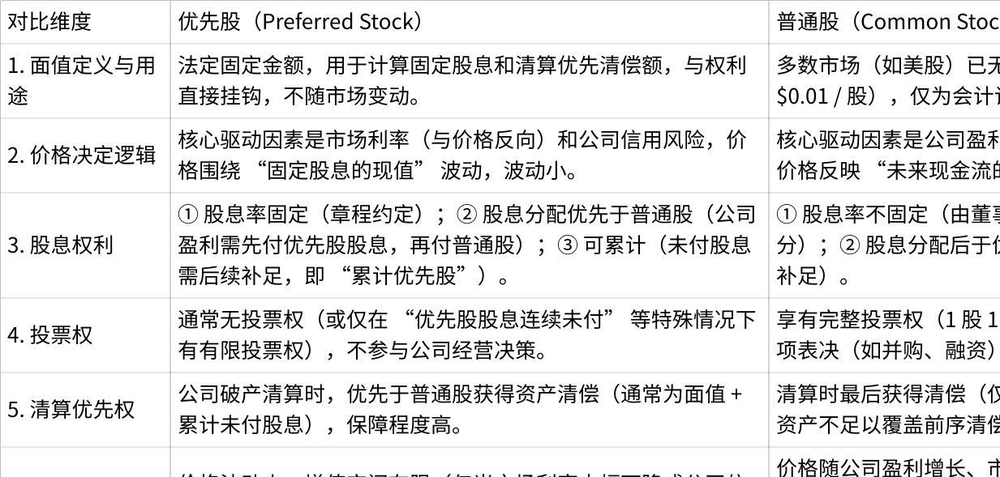 对比维度
优先股（Preferred Stock）
普通股（Common Stoc
1. 面值定义与用
途
法定固定金额，用于计算固定股息和清算优先清偿额，与权利
直接挂钩，不随市场变动。
多数市场（如美股）已无
$0.01 / 股），仅为会计
2. 价格决定逻辑
核心驱动因素是市场利率（与价格反向）和公司信用风险，价
格围绕 “固定股息的现值” 波动，波动小。
核心驱动因素是公司盈利
价格反映 “未来现金流的
3. 股息权利
① 股息率固定（章程约定）；② 股息分配优先于普通股（公司
盈利需先付优先股股息，再付普通股）；③ 可累计（未付股息
需后续补足，即 “累计优先股”）。
① 股息率不固定（由董事
分）；② 股息分配后于优
补足）。
4. 投票权
通常无投票权（或仅在 “优先股股息连续未付” 等特殊情况下
有有限投票权），不参与公司经营决策。
享有完整投票权（1 股 1
项表决（如并购、融资）
5. 清算优先权
公司破产清算时，优先于普通股获得资产清偿（通常为面值 +
累计未付股息），保障程度高。
清算时最后获得清偿（仅
资产不足以覆盖前序清偿
价格随公司盈利增长、市